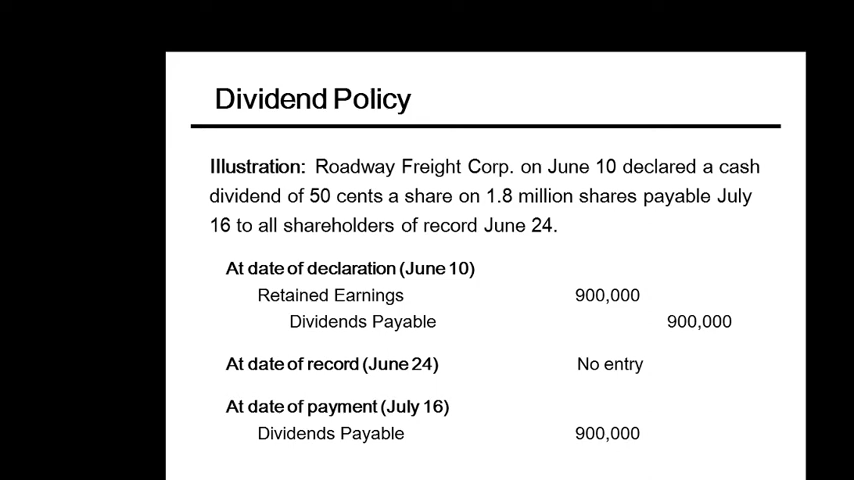 Dividend Policy
Illustration: Roadway Freight Corp. on June 10 declared a cash
dividend of 50 cents a share on 1.8 million shares payable July
16 to all shareholders of record June 24.
At date of declaration (June 10)
Retained Earnings 900,000
Dividends Payable 900,000
At date of record (June 24) No entry
At date of payment (July 16)
Dividends Payable 900,000